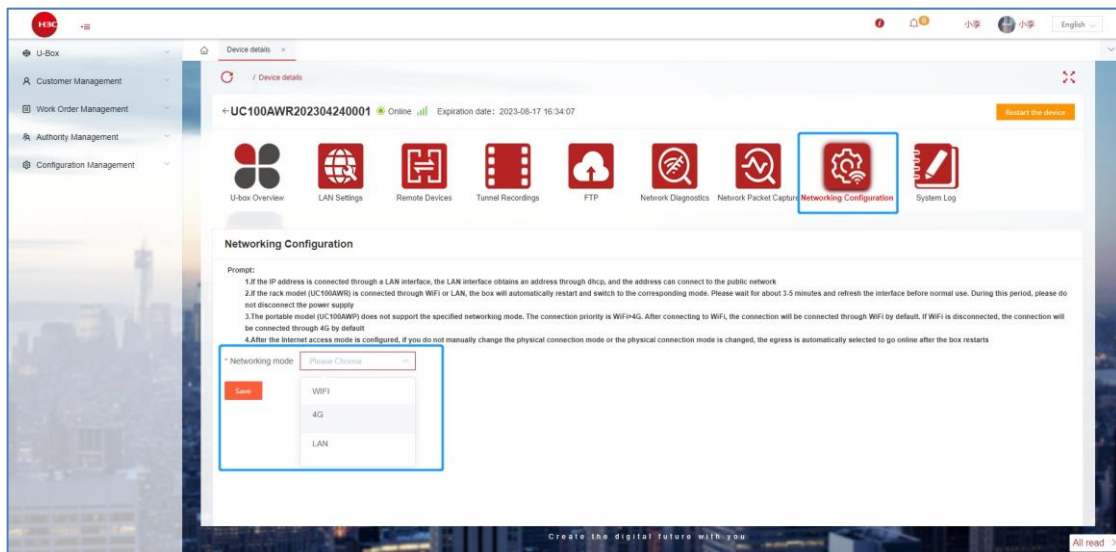 H3C
0
小李
小李
English
U-Box
Customer Management
Work Order Management
Authority Management
Configuration Management
Device details ×
/ Device details
←UC100AWR202304240001 Online Expiration date: 2023-08-17 16:34:07
Restart the device
U-box Overview
LAN Settings
Remote Devices
Tunnel Recordings
FTP
Network Diagnostics
Network Packet Capture
Networking Configuration
System Log
Networking Configuration
Prompt:
1.If the IP address is connected through a LAN interface, the LAN interface obtains an address through dhcp, and the address can connect to the public network
2.If the rack model (UC100AWR) is connected through WiFi or LAN, the box will automatically restart and switch to the corresponding mode. Please wait for about 3-5 minutes and refresh the interface before normal use. During this period, please do
not disconnect the power supply
3.The portable model (UC100AWP) does not support the specified networking mode. The connection priority is WiFi>4G. After connecting to WiFi, the connection will be connected through WiFi by default. If WiFi is disconnected, the connection will
be connected through 4G by default
4.After the Internet access mode is configured, if you do not manually change the physical connection mode or the physical connection mode is changed, the egress is automatically selected to go online after the box restarts
* Networking mode Please Choose
Save
WIFI
4G
LAN
Create the digital future with you
All read